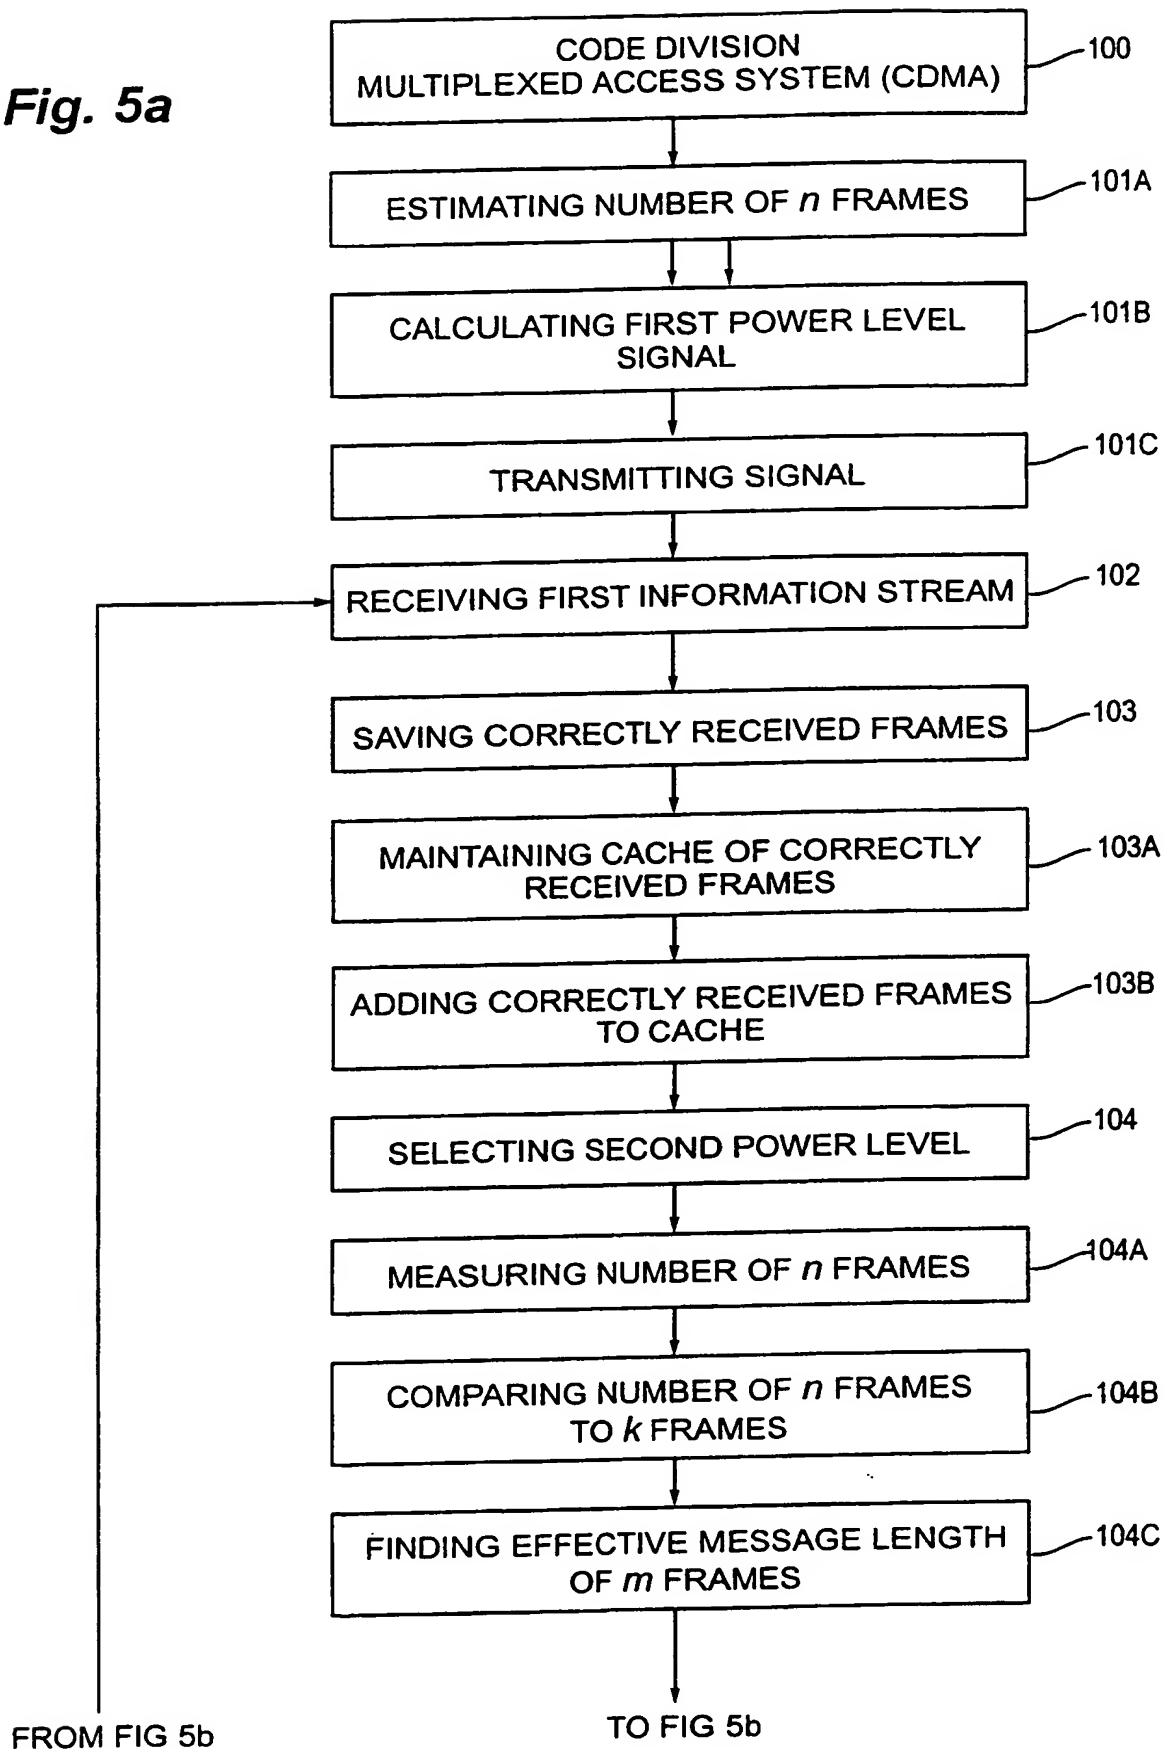 Fig. 5a
CODE DIVISION
MULTIPLEXED ACCESS SYSTEM (CDMA)
100
ESTIMATING NUMBER OF n FRAMES
101A
CALCULATING FIRST POWER LEVEL
SIGNAL
101B
TRANSMITTING SIGNAL
101C
RECEIVING FIRST INFORMATION STREAM
102
SAVING CORRECTLY RECEIVED FRAMES
103
MAINTAINING CACHE OF CORRECTLY
RECEIVED FRAMES
103A
ADDING CORRECTLY RECEIVED FRAMES
TO CACHE
103B
SELECTING SECOND POWER LEVEL
104
MEASURING NUMBER OF n FRAMES
104A
COMPARING NUMBER OF n FRAMES
TO k FRAMES
104B
FINDING EFFECTIVE MESSAGE LENGTH
OF m FRAMES
104C
FROM FIG 5b
TO FIG 5b